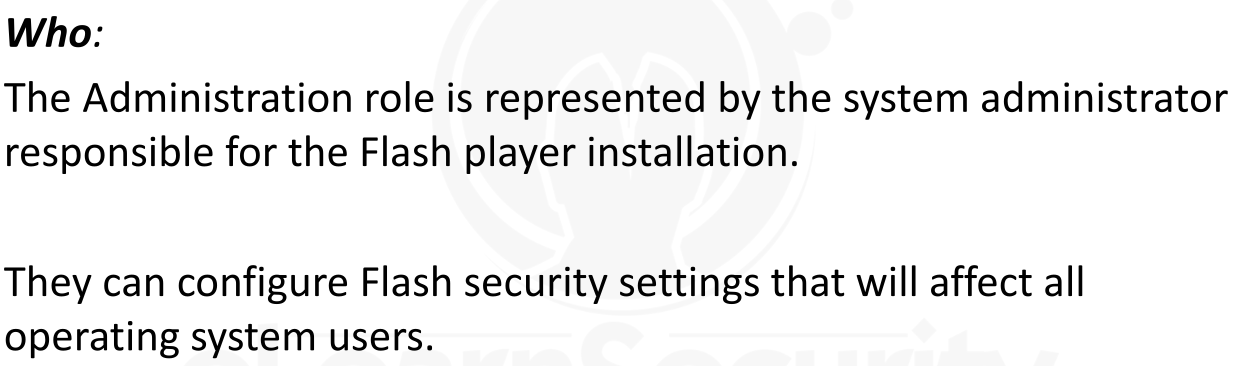 Who:
The Administration role is represented by the system administrator
responsible for the Flash player installation.
They can configure Flash security settings that will affect all
operating system users.
eLearnSecurity